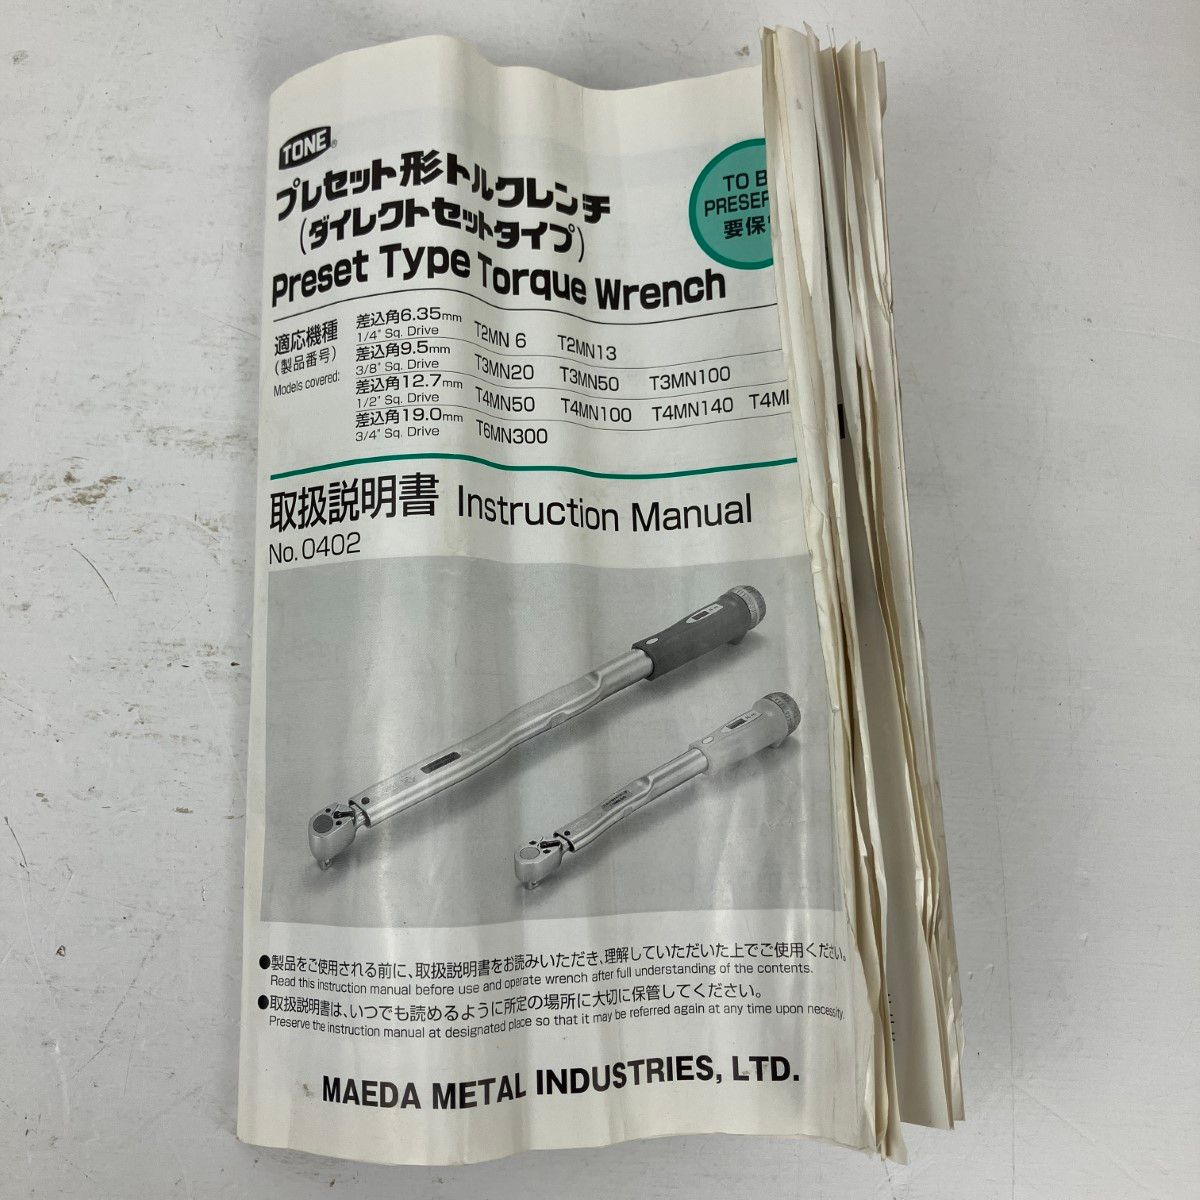 TONE®
プレセット形トルクレンチ
(ダイレクトセットタイプ)
Preset Type Torque Wrench
TO B
PRESER
要保
適応機種
(製品番号)
Models covered:
差込角6.35mm
1/4" Sq. Drive
T2MN 6 T2MN13
差込角9.5mm
3/8" Sq. Drive
T3MN20 T3MN50 T3MN100
差込角12.7mm
1/2" Sq. Drive
T4MN50 T4MN100 T4MN140 T4M
差込角19.0mm
3/4" Sq. Drive
T6MN300
取扱説明書 Instruction Manual
No.0402
●製品をご使用される前に、取扱説明書をお読みいただき、理解していただいた上でご使用ください。
Read this instruction manual before use and operate wrench after full understanding of the contents.
●取扱説明書は、いつでも読めるように所定の場所に大切に保管してください。
Preserve the instruction manual at designated place so that it may be referred again at any time upon necessity.
MAEDA METAL INDUSTRIES, LTD.